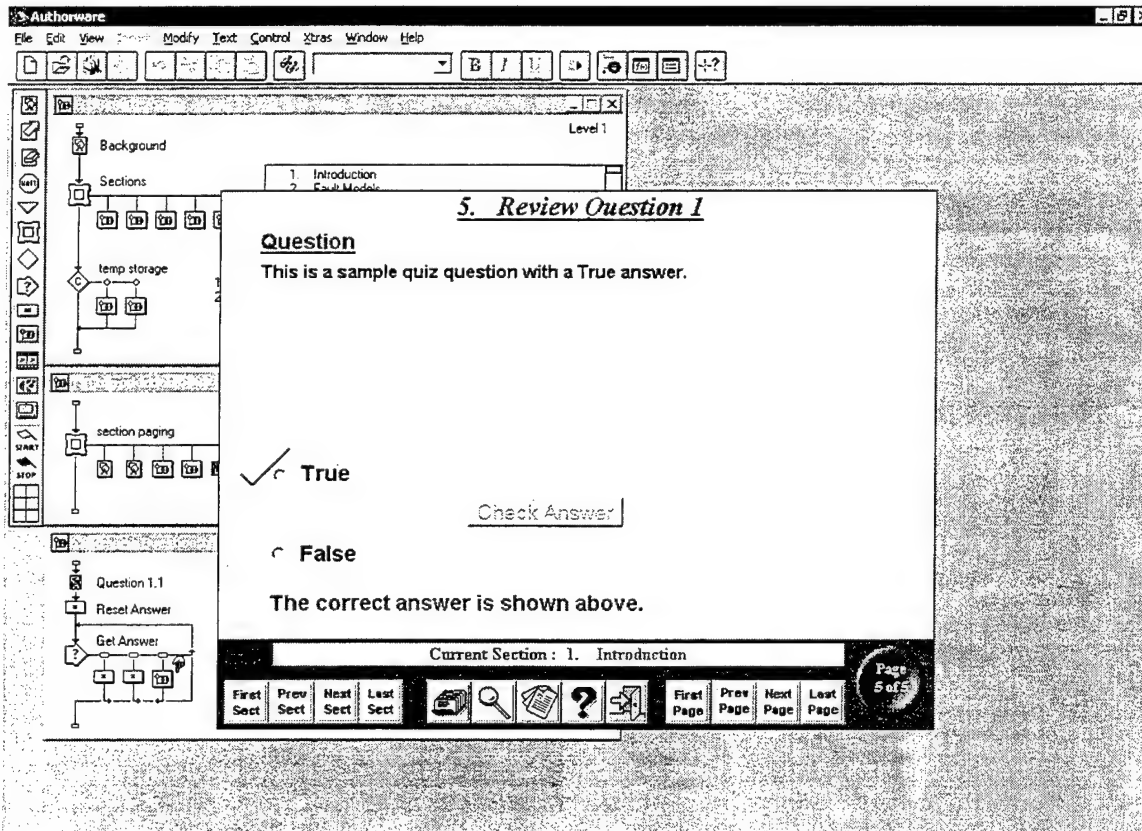 Authorware
File Edit View Modify Text Control Xtras Window Help
B I U
Level 1
Background
Sections
1. Introduction
2. Fault Models
temp storage
WAIT
C
1
2
START
STOP
section paging
Question 1.1
Reset Answer
Get Answer
5. Review Question 1
Question
This is a sample quiz question with a True answer.
True
Check Answer
False
The correct answer is shown above.
Current Section : 1. Introduction
Page
5 of 5
First Sect Prev Sect Next Sect Last Sect
First Page Prev Page Next Page Last Page